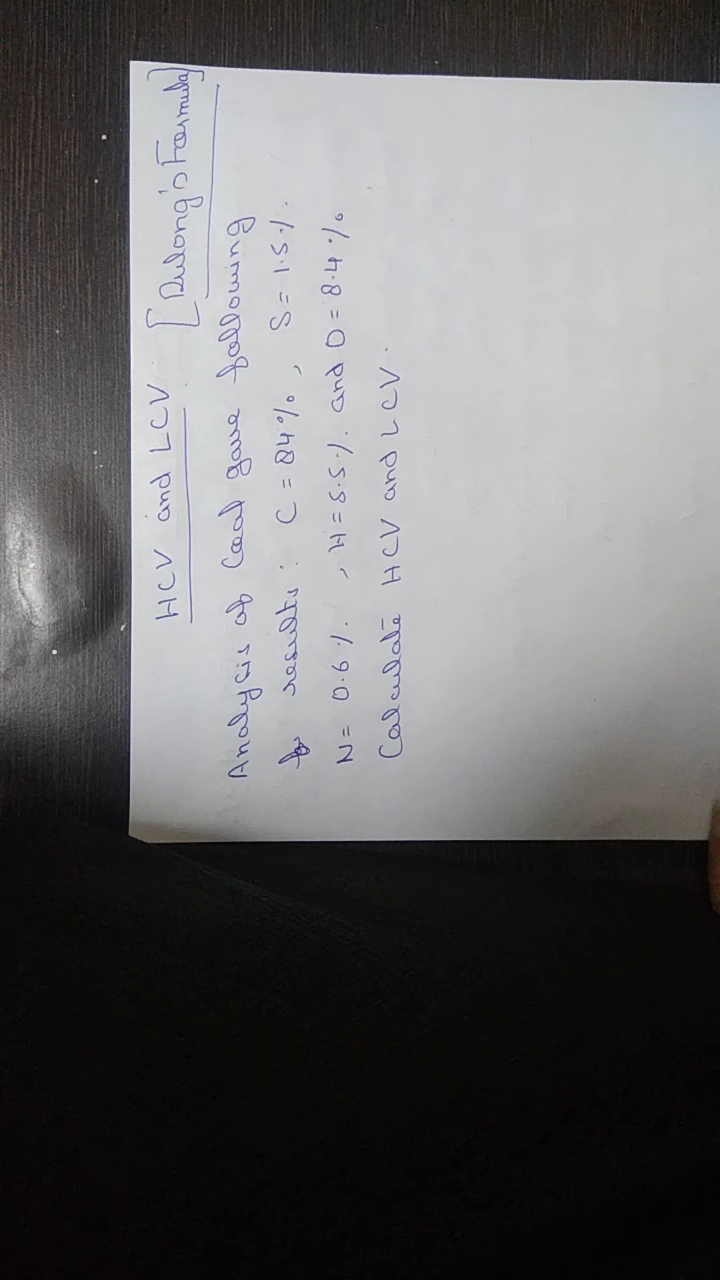 HCV and LCV. [Dulong's Formula]
Analysis of Coal gave following
results: C = 84%, S = 1.5%.
N = 0.6%, H = 5.5%. and O = 8.4%
Calculate HCV and LCV.